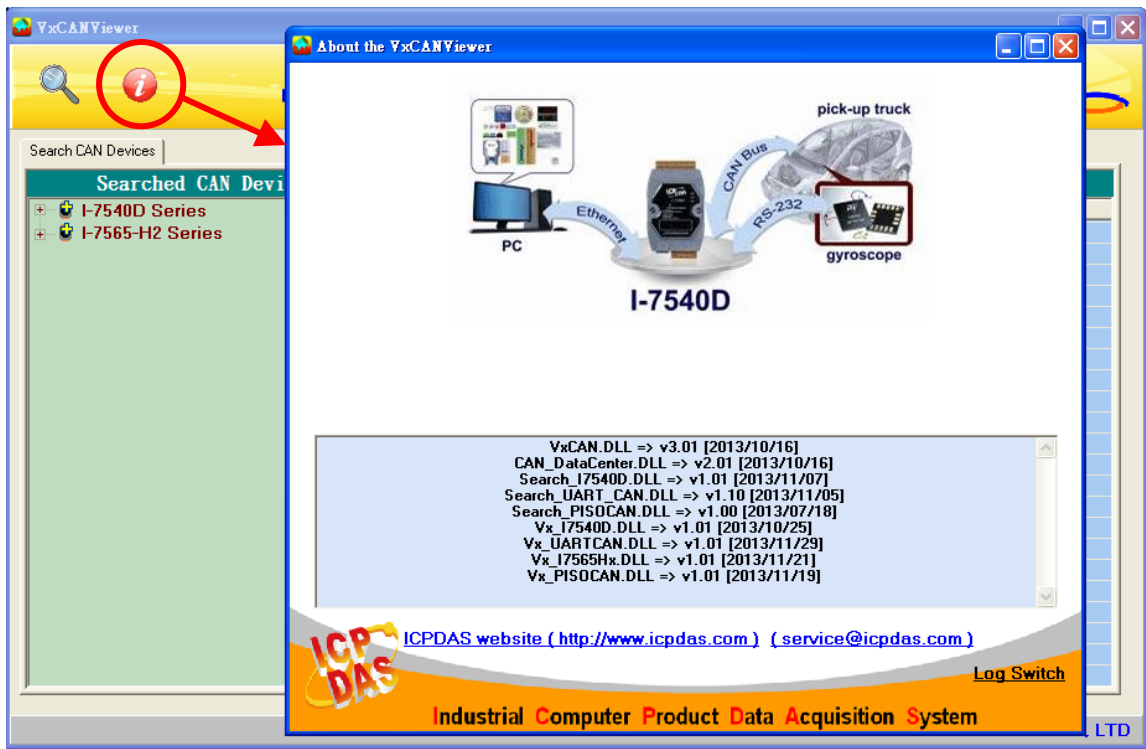 VxCANViewer
About the VxCANViewer
Search CAN Devices
Searched CAN Devi
I-7540D Series
I-7565-H2 Series
pick-up truck
CAN Bus
Ethernet
RS-232
PC
gyroscope
I-7540D
VxCAN.DLL => v3.01 [2013/10/16]
CAN_DataCenter.DLL => v2.01 [2013/10/16]
Search_I7540D.DLL => v1.01 [2013/11/07]
Search_UART_CAN.DLL => v1.10 [2013/11/05]
Search_PISOCAN.DLL => v1.00 [2013/07/18]
Vx_I7540D.DLL => v1.01 [2013/10/25]
Vx_UARTCAN.DLL => v1.01 [2013/11/29]
Vx_I7565Hx.DLL => v1.01 [2013/11/21]
Vx_PISOCAN.DLL => v1.01 [2013/11/19]
ICP DAS
ICPDAS website ( http://www.icpdas.com ) ( service@icpdas.com )
Log Switch
Industrial Computer Product Data Acquisition System
LTD